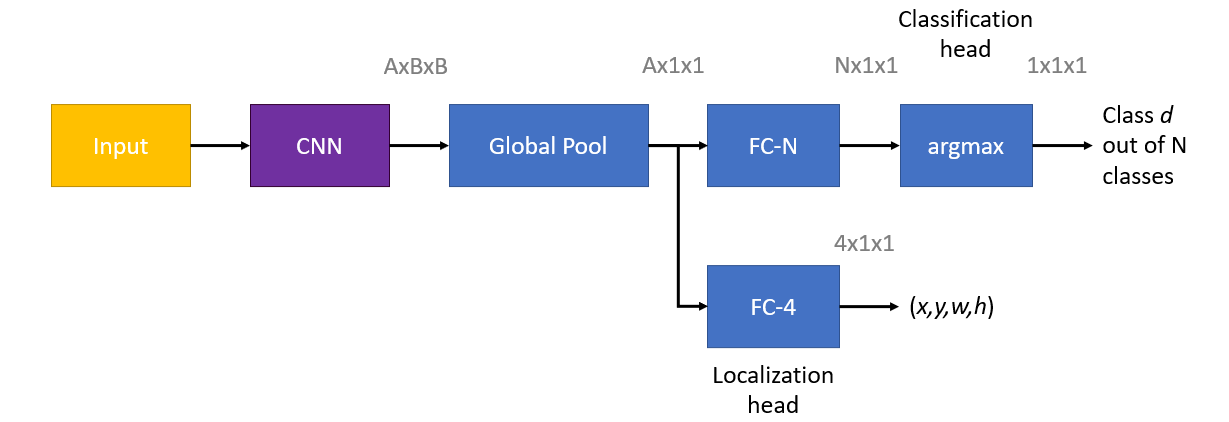 Classification
head
AxBxB
Ax1x1
Nx1x1
1x1x1
Input
CNN
Global Pool
FC-N
argmax
Class d
out of N
classes
4x1x1
FC-4
(x,y,w,h)
Localization
head